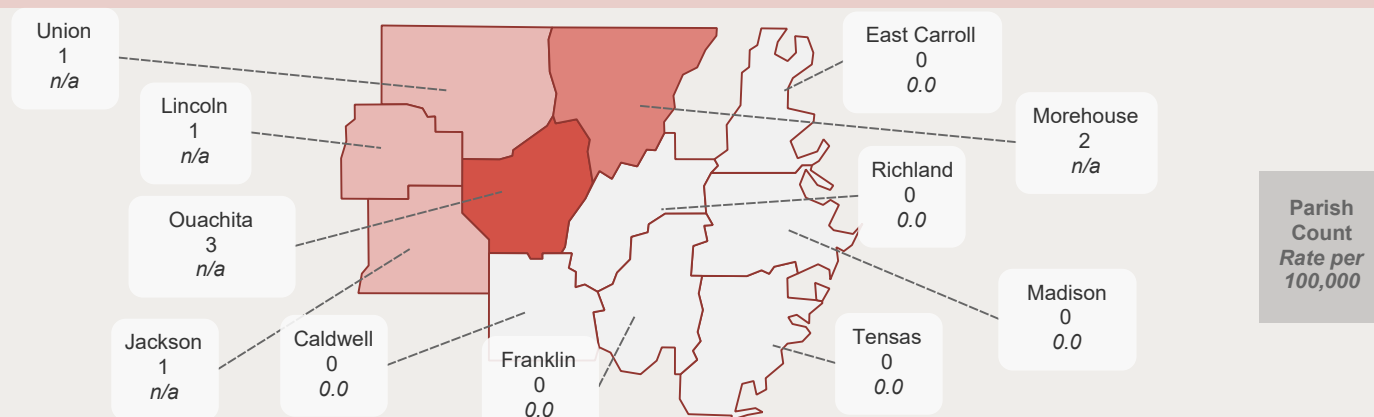 Union
1
n/a
Lincoln
1
n/a
Ouachita
3
n/a
Jackson
1
n/a
Caldwell
0
0.0
Franklin
0
0.0
East Carroll
0
0.0
Morehouse
2
n/a
Richland
0
0.0
Madison
0
0.0
Tensas
0
0.0
Parish
Count
Rate per
100,000